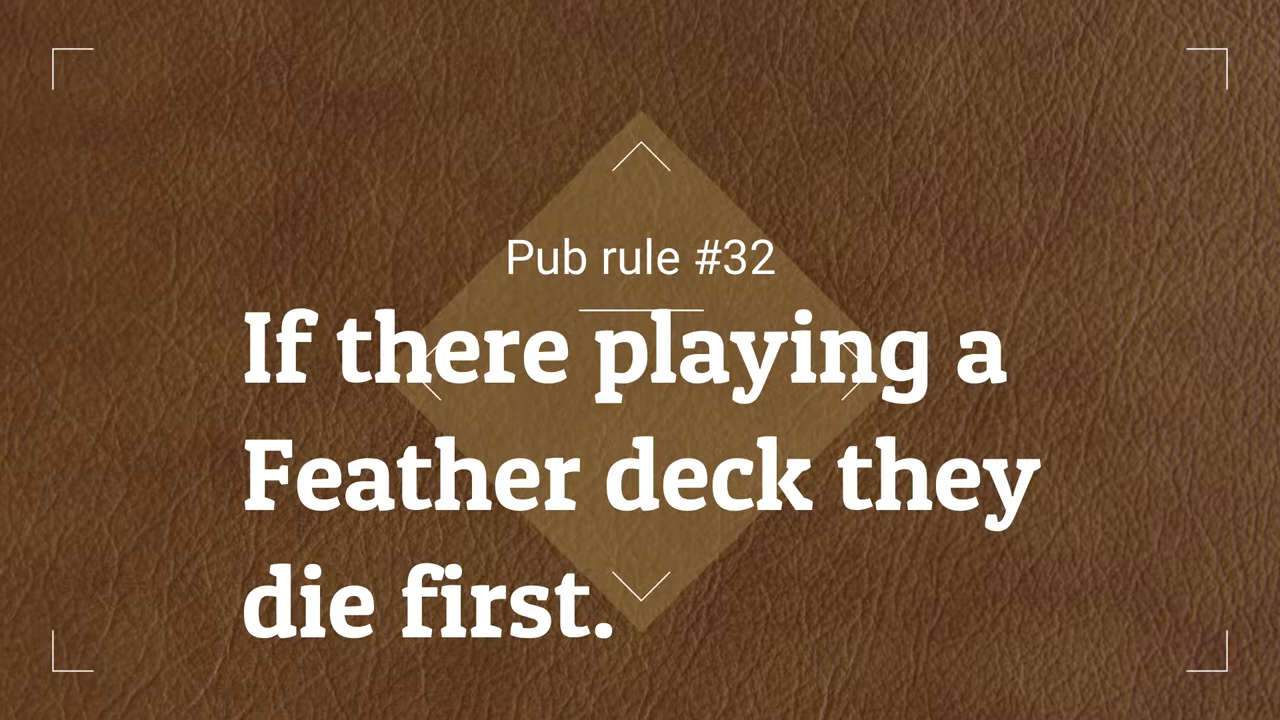 Pub rule #32
If there playing a
Feather deck they
die first.